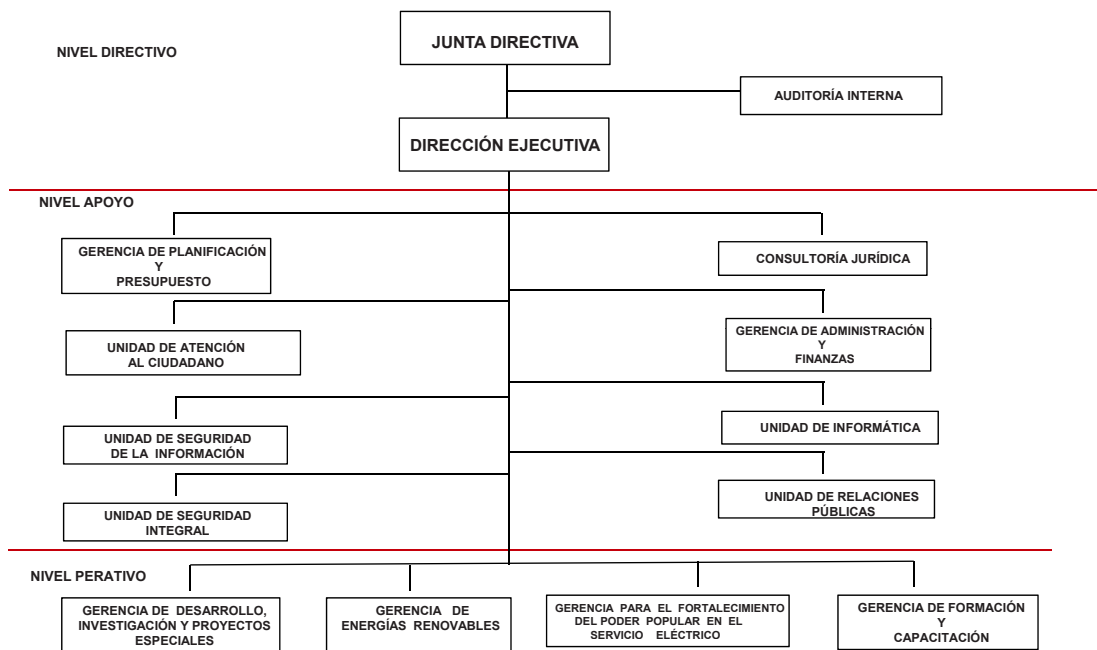 NIVEL DIRECTIVO
JUNTA DIRECTIVA
AUDITORÍA INTERNA
DIRECCIÓN EJECUTIVA
NIVEL APOYO
GERENCIA DE PLANIFICACIÓN
Y
PRESUPUESTO
CONSULTORÍA JURÍDICA
UNIDAD DE ATENCIÓN
AL CIUDADANO
GERENCIA DE ADMINISTRACIÓN
Y
FINANZAS
UNIDAD DE SEGURIDAD
DE LA INFORMACIÓN
UNIDAD DE INFORMÁTICA
UNIDAD DE SEGURIDAD
INTEGRAL
UNIDAD DE RELACIONES
PÚBLICAS
NIVEL PERATIVO
GERENCIA DE DESARROLLO,
INVESTIGACIÓN Y PROYECTOS
ESPECIALES
GERENCIA DE
ENERGÍAS RENOVABLES
GERENCIA PARA EL FORTALECIMIENTO
DEL PODER POPULAR EN EL
SERVICIO ELÉCTRICO
GERENCIA DE FORMACIÓN
Y
CAPACITACIÓN